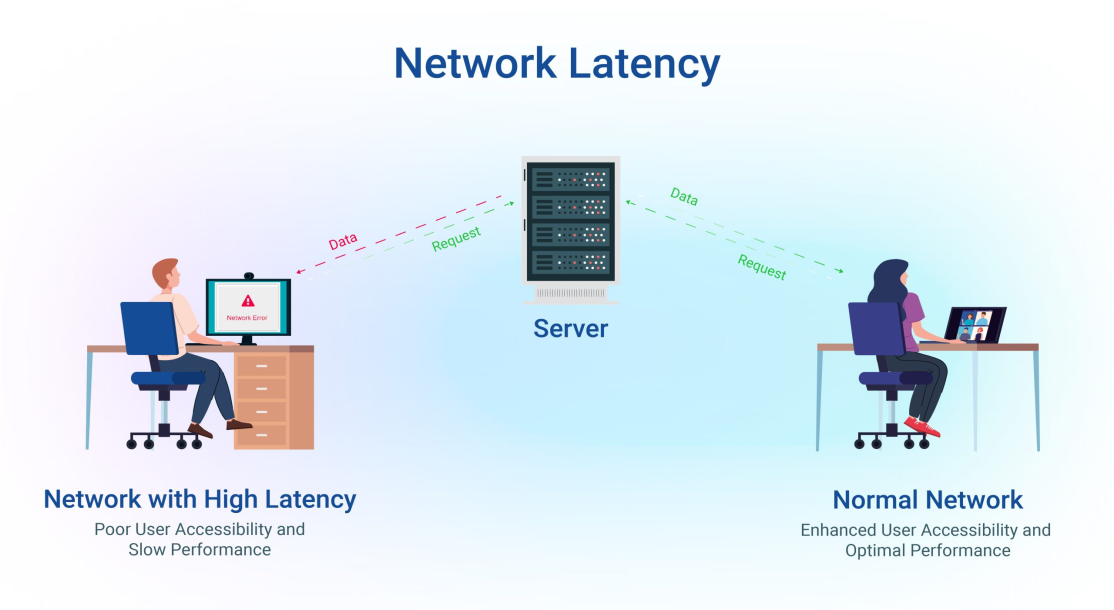 Network Latency
Data
Request
Data
Request
Network Error
Server
Network with High Latency
Poor User Accessibility and
Slow Performance
Normal Network
Enhanced User Accessibility and
Optimal Performance